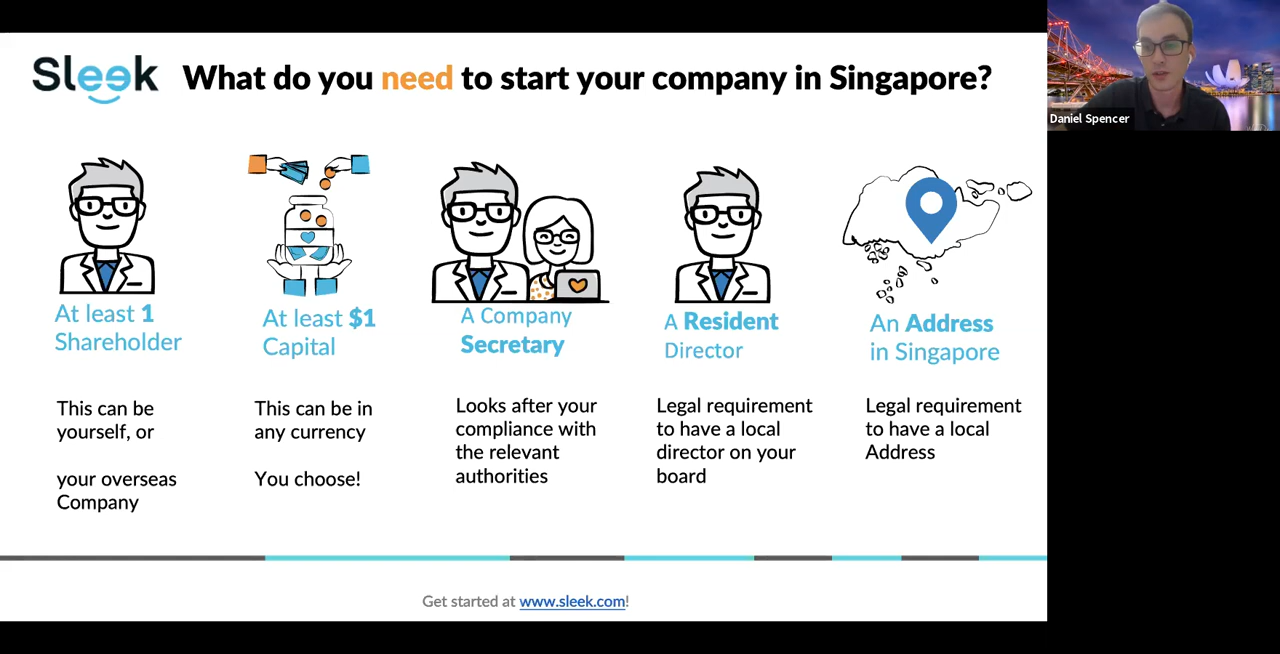 Sleek
What do you need to start your company in Singapore?
Daniel Spencer
At least 1
Shareholder
This can be
yourself, or
your overseas
Company
At least $1
Capital
This can be in
any currency
You choose!
A Company
Secretary
Looks after your
compliance with
the relevant
authorities
A Resident
Director
Legal requirement
to have a local
director on your
board
An Address
in Singapore
Legal requirement
to have a local
Address
Get started at www.sleek.com!